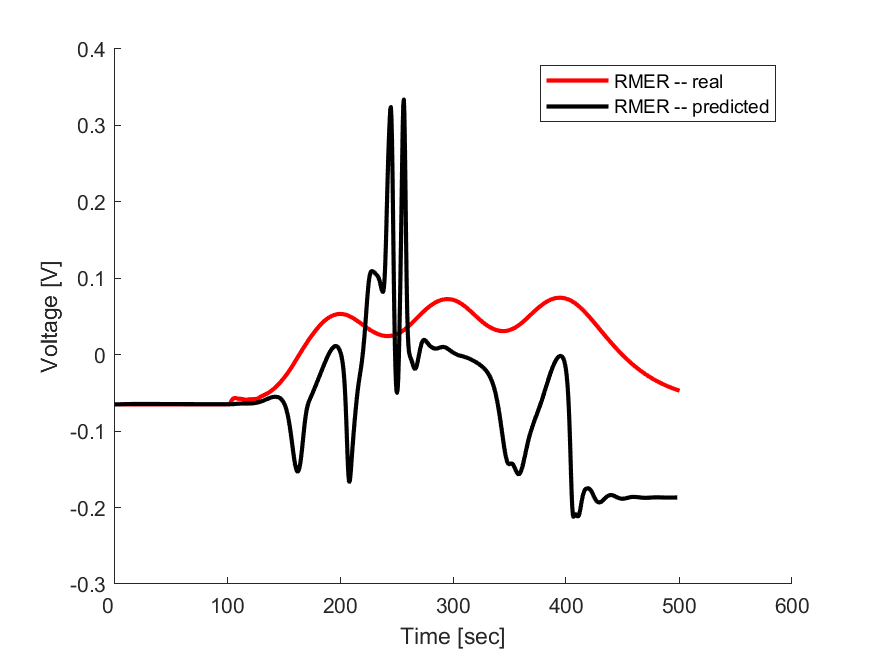 0.4
0.3
0.2
0.1
0
-0.1
-0.2
-0.3
Voltage [V]
RMER -- real
RMER -- predicted
0 100 200 300 400 500 600
Time [sec]